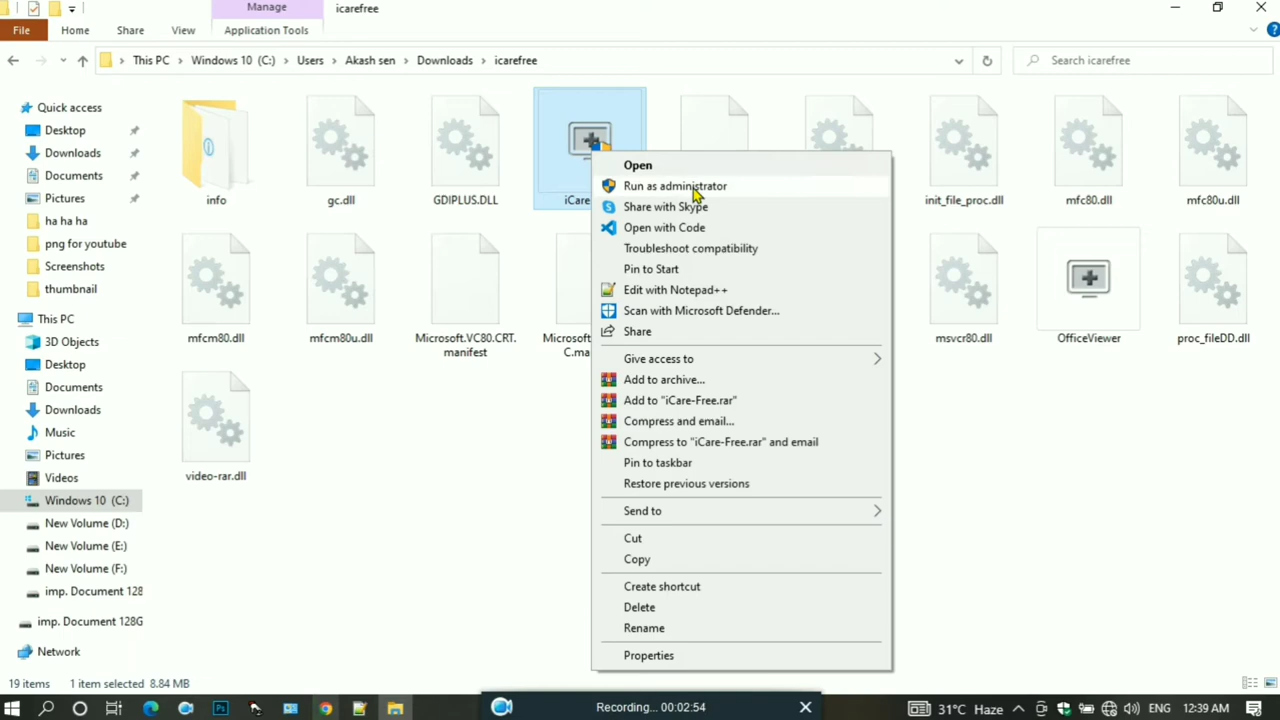 Manage
icarefree
File
Home
Share
View
Application Tools
This PC
Windows 10 (C:)
Users
Akash sen
Downloads
icarefree
Search icarefree
Quick access
Desktop
Downloads
Documents
Pictures
ha ha ha
png for youtube
Screenshots
thumbnail
This PC
3D Objects
Desktop
Documents
Downloads
Music
Pictures
Videos
Windows 10 (C:)
New Volume (D:)
New Volume (E:)
New Volume (F:)
imp. Document 128
imp. Document 128G
Network
info
gc.dll
GDIPLUS.DLL
iCare
init_file_proc.dll
mfc80.dll
mfc80u.dll
mfcm80.dll
mfcm80u.dll
Microsoft.VC80.CRT.
manifest
Microsoft
C.ma
msvcr80.dll
OfficeViewer
proc_fileDD.dll
video-rar.dll
Open
Run as administrator
Share with Skype
Open with Code
Troubleshoot compatibility
Pin to Start
Edit with Notepad++
Scan with Microsoft Defender...
Share
Give access to
Add to archive...
Add to "iCare-Free.rar"
Compress and email...
Compress to "iCare-Free.rar" and email
Pin to taskbar
Restore previous versions
Send to
Cut
Copy
Create shortcut
Delete
Rename
Properties
19 items
1 item selected 8.84 MB
Recording... 00:02:54
31°C Haze
ENG
12:39 AM